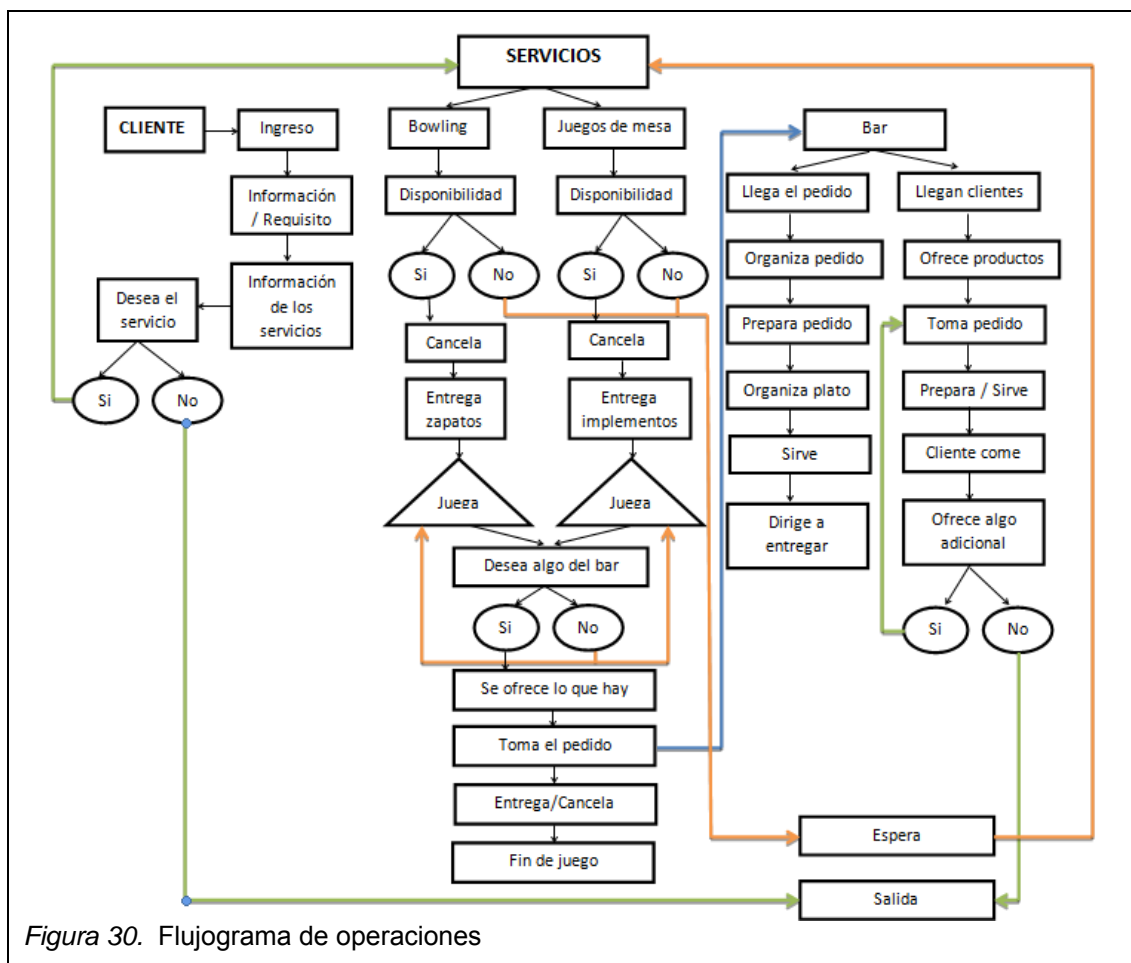 SERVICIOS
CLIENTE
Ingreso
Información
/ Requisito
Información
de los
servicios
Desea el
servicio
Si
No
Bowling
Disponibilidad
Si
No
Cancela
Entrega
zapatos
Juega
Juegos de mesa
Disponibilidad
Si
No
Cancela
Entrega
implementos
Juega
Desea algo del bar
Si
No
Se ofrece lo que hay
Toma el pedido
Entrega/Cancela
Fin de juego
Bar
Llega el pedido
Organiza pedido
Prepara pedido
Organiza plato
Sirve
Dirige a
entregar
Llegan clientes
Ofrece productos
Toma pedido
Prepara / Sirve
Cliente come
Ofrece algo
adicional
Si
No
Espera
Salida
Figura 30. Flujograma de operaciones